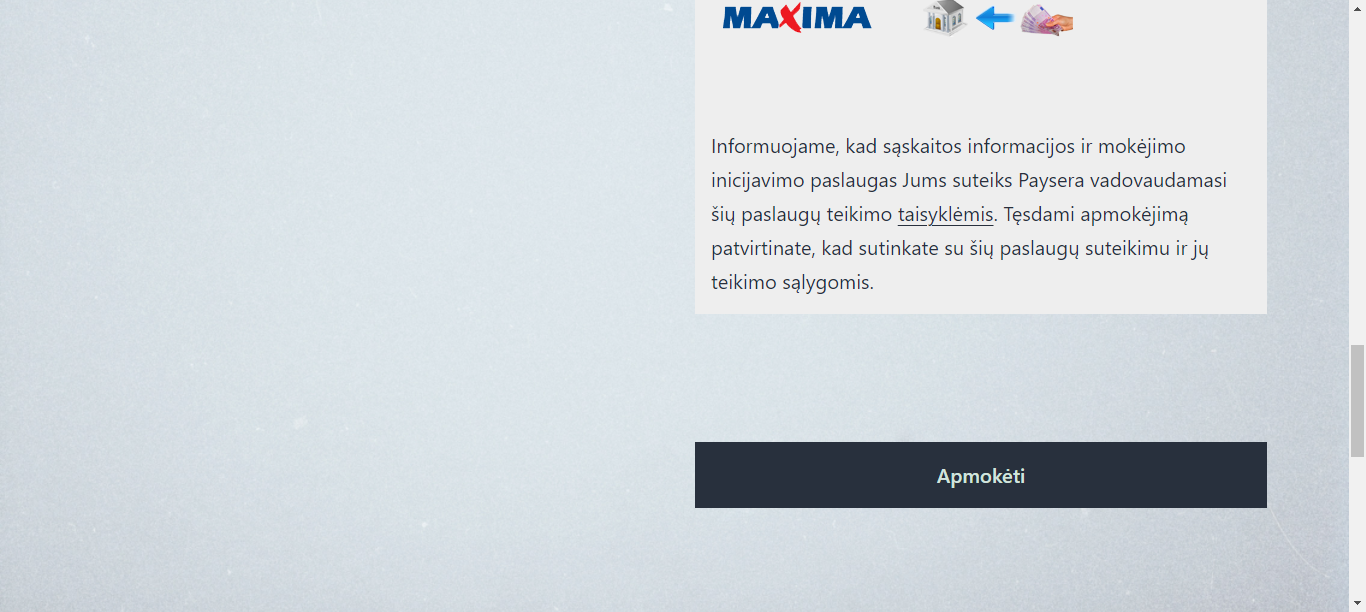 MAXIMA
Informuojame, kad sąskaitos informacijos ir mokėjimo
inicijavimo paslaugas Jums suteiks Paysera vadovaudamasi
šių paslaugų teikimo taisyklėmis. Tęsdami apmokėjimą
patvirtinate, kad sutinkate su šių paslaugų suteikimu ir jų
teikimo sąlygomis.
Apmokėti